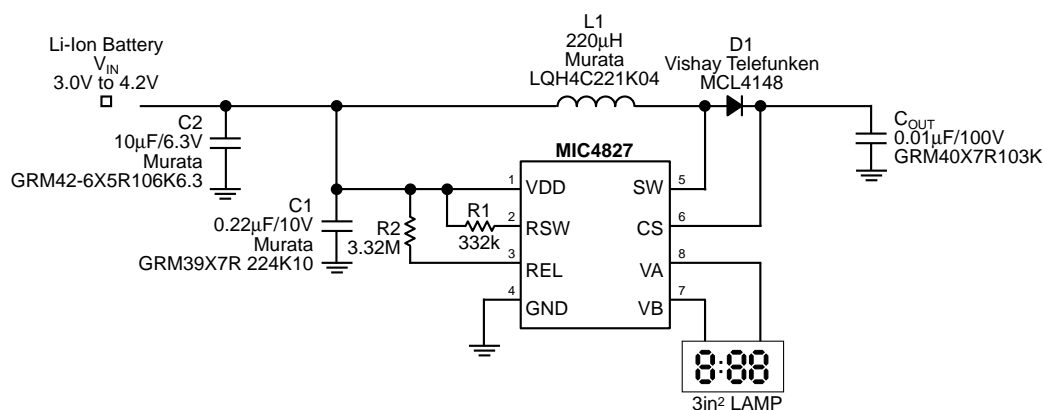 Li-Ion Battery
VIN
3.0V to 4.2V
L1
220μH
Murata
LQH4C221K04
D1
Vishay Telefunken
MCL4148
C2
10μF/6.3V
Murata
GRM42-6X5R106K6.3
COUT
0.01μF/100V
GRM40X7R103K
C1
0.22μF/10V
Murata
GRM39X7R 224K10
R2
3.32M
R1
332k
MIC4827
1 VDD
2 RSW
3 REL
4 GND
SW 5
CS 6
VA 8
VB 7
8:88
3in² LAMP